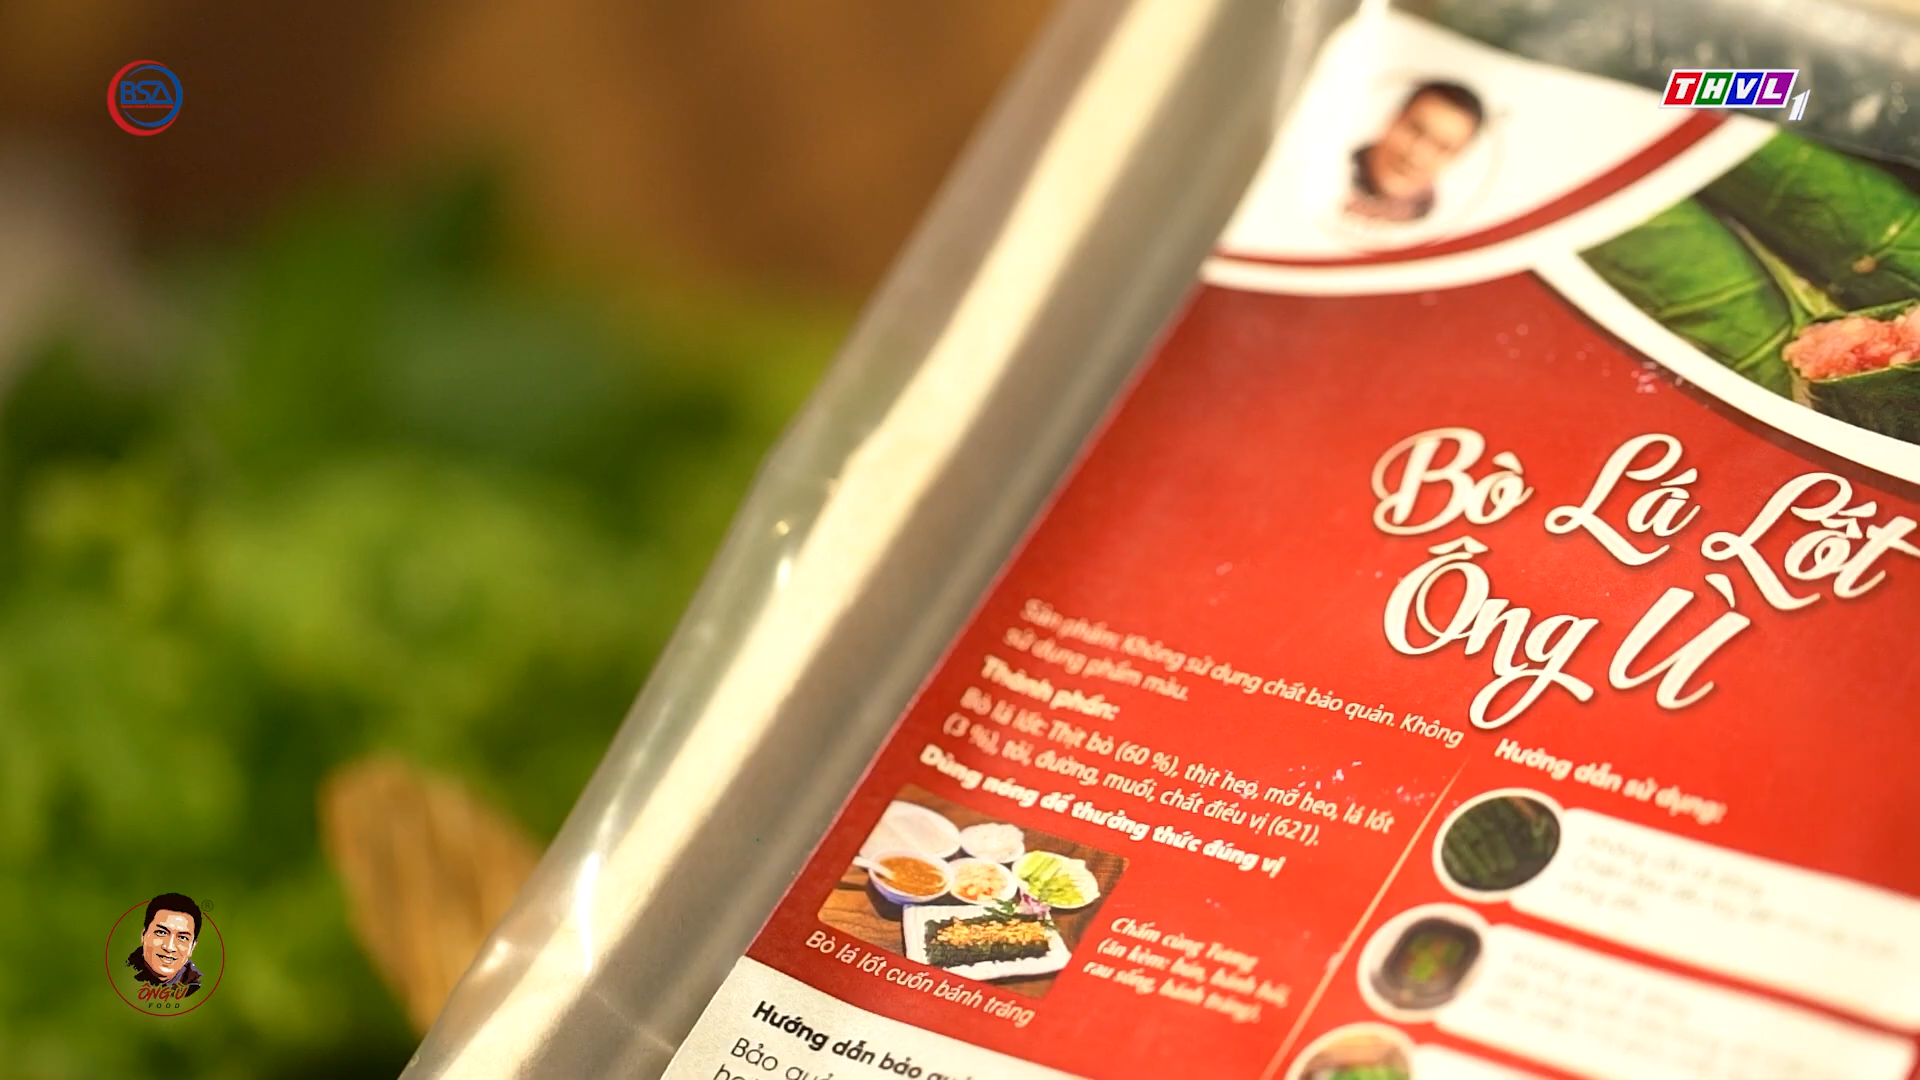 BSA
THVL1
Bò Lá Lốt
Ông Ù
Sản phẩm: Không sử dụng chất bảo quản. Không
sử dụng phẩm màu.
Thành phần:
Bò lá lốt: Thịt bò (60 %), thịt heo, mỡ heo, lá lốt
(3 %), tỏi, đường, muối, chất điều vị (621).
Dùng nóng để thưởng thức đúng vị
Bò lá lốt cuốn bánh tráng
Chấm cùng Tương
(ăn kèm: bún, bánh hỏi,
rau sống, bánh tráng).
Hướng dẫn sử dụng:
Hướng dẫn bảo
Bảo
ÔNG Ù
FOOD